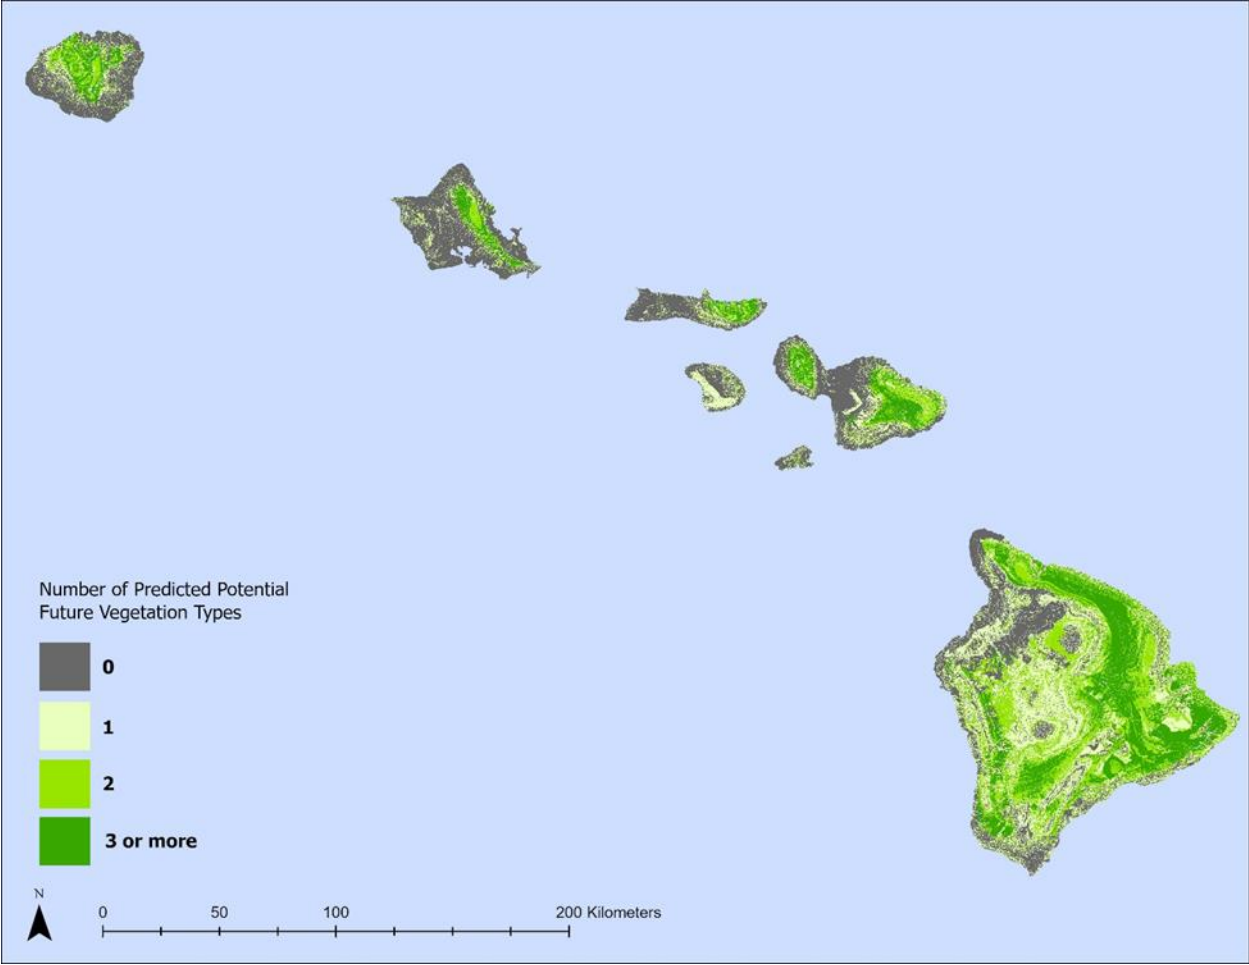 Number of Predicted Potential
Future Vegetation Types
0
1
2
3 or more
N
0 50 100 200 Kilometers